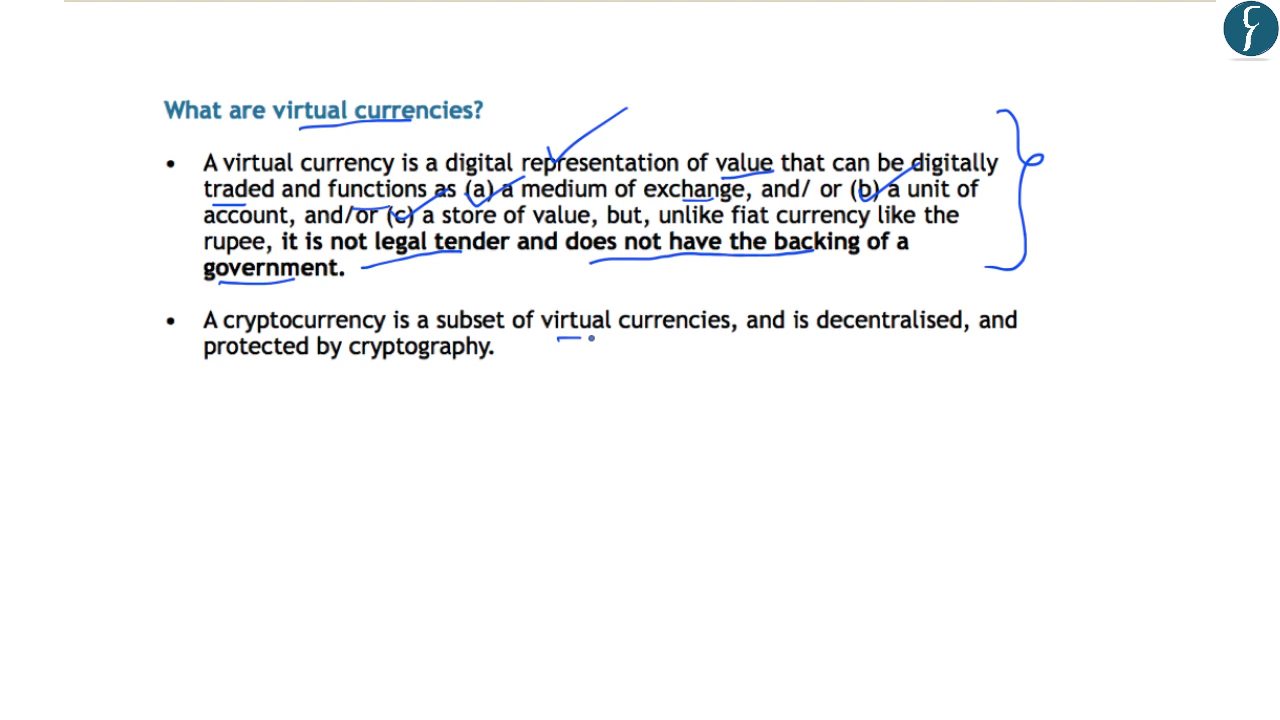 What are virtual currencies?
• A virtual currency is a digital representation of value that can be digitally
traded and functions as (a) a medium of exchange, and/ or (b) a unit of
account, and/or (c) a store of value, but, unlike fiat currency like the
rupee, it is not legal tender and does not have the backing of a
government.
• A cryptocurrency is a subset of virtual currencies, and is decentralised, and
protected by cryptography.